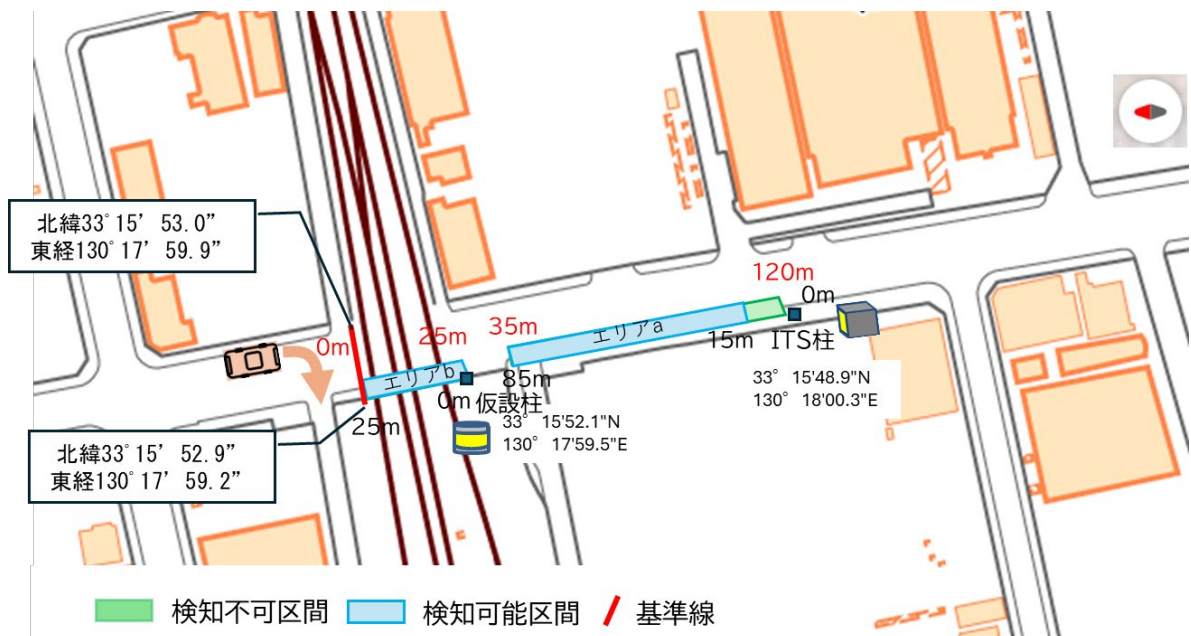 北緯33°15’ 53.0”
東経130°17’ 59.9”
120m
0m
エリアa
15m
ITS柱
35m
25m
0m
エリアb
85m
0m
仮設柱
25m
33° 15'48.9"N
130° 18'00.3"E
33° 15'52.1"N
130° 17'59.5"E
北緯33°15’ 52.9”
東経130°17’ 59.2”
検知不可区間
検知可能区間
基準線